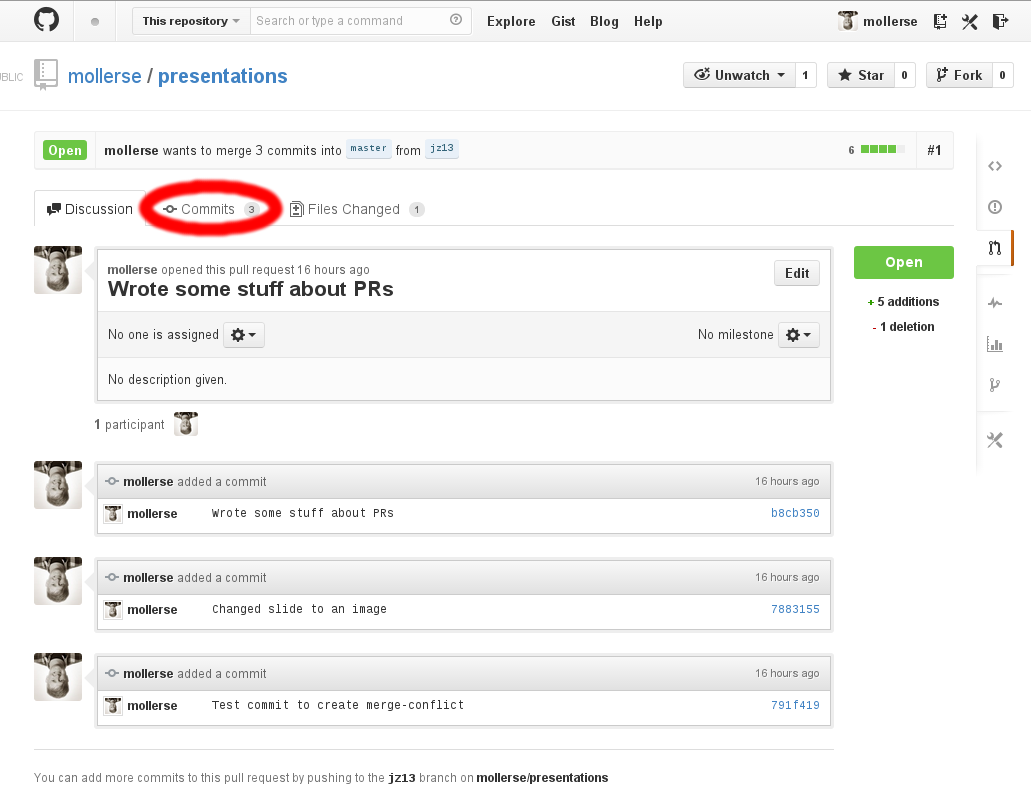 This repository Search or type a command Explore Gist Blog Help mollerse
mollerse / presentations Unwatch 1 Star 0 Fork 0
Open mollerse wants to merge 3 commits into master from jz13 6 #1
Discussion Commits 3 Files Changed 1
mollerse opened this pull request 16 hours ago
Wrote some stuff about PRs
Edit
Open
No one is assigned No milestone
+ 5 additions
- 1 deletion
No description given.
1 participant
mollerse added a commit 16 hours ago
mollerse Wrote some stuff about PRs b8cb350
mollerse added a commit 16 hours ago
mollerse Changed slide to an image 7883155
mollerse added a commit 16 hours ago
mollerse Test commit to create merge-conflict 791f419
You can add more commits to this pull request by pushing to the jz13 branch on mollerse/presentations